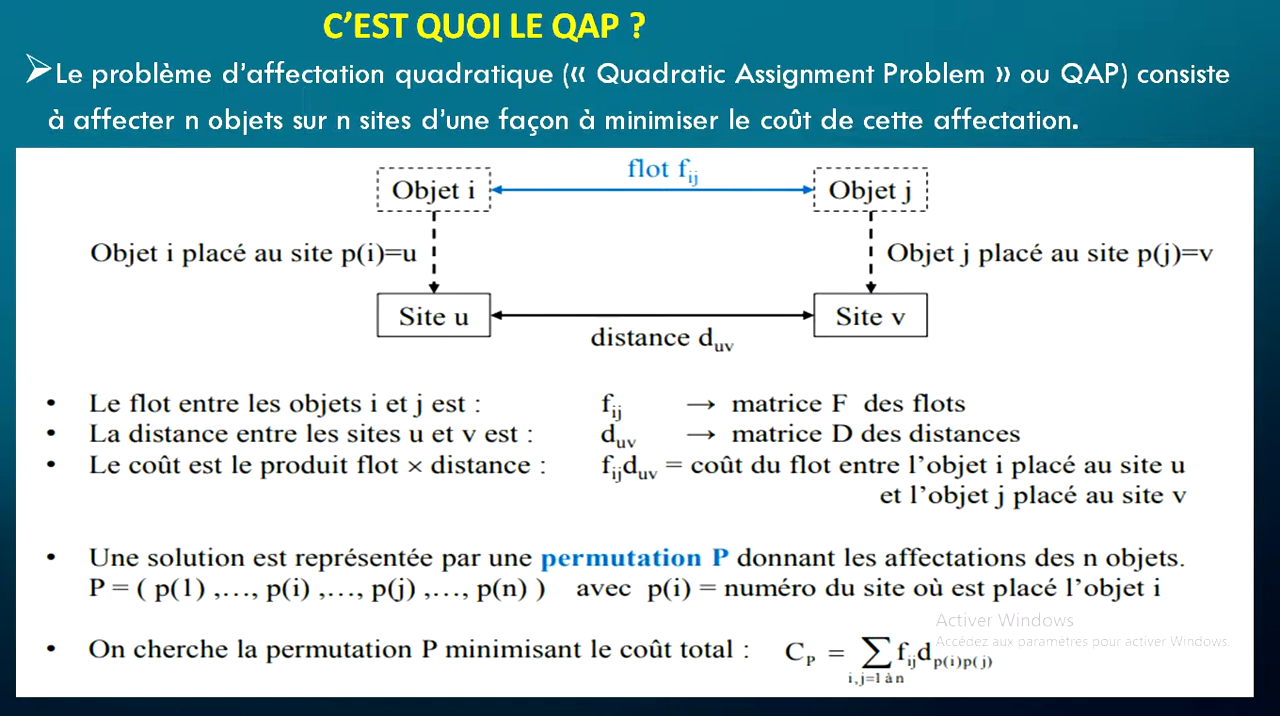 C'EST QUOI LE QAP ?
➢Le problème d'affectation quadratique (« Quadratic Assignment Problem » ou QAP) consiste
à affecter n objets sur n sites d'une façon à minimiser le coût de cette affectation.
flot fij
Objet i Objet j
Objet i placé au site p(i)=u Objet j placé au site p(j)=v
Site u Site v
distance duv
• Le flot entre les objets i et j est : fij → matrice F des flots
• La distance entre les sites u et v est : duv → matrice D des distances
• Le coût est le produit flot × distance : fijduv = coût du flot entre l'objet i placé au site u
et l'objet j placé au site v
• Une solution est représentée par une permutation P donnant les affectations des n objets.
P = ( p(1) ,…, p(i) ,…, p(j) ,…, p(n) ) avec p(i) = numéro du site où est placé l'objet i
Activer Windows
Accédez aux paramètres pour activer Windows.
• On cherche la permutation P minimisant le coût total : CP = ∑ fijdp(i)p(j)
i,j=1 à n